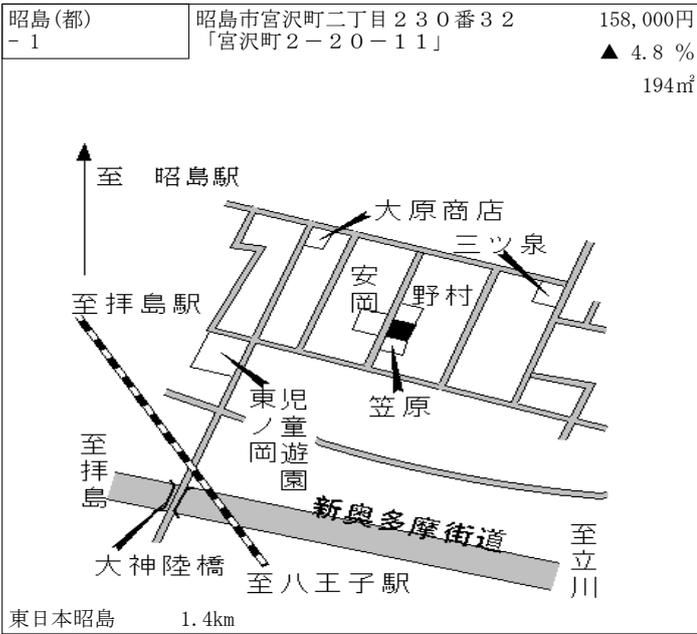 昭島(都)
- 1
昭島市宮沢町二丁目２３０番３２
「宮沢町２－２０－１１」
158,000円
▲ 4.8 %
194㎡
至　昭島駅
大原商店
三ツ泉
安岡
野村
至拝島駅
笠原
東ノ岡
児童遊園
至拝島
新奥多摩街道
至立川
大神陸橋
至八王子駅
東日本昭島
1.4km